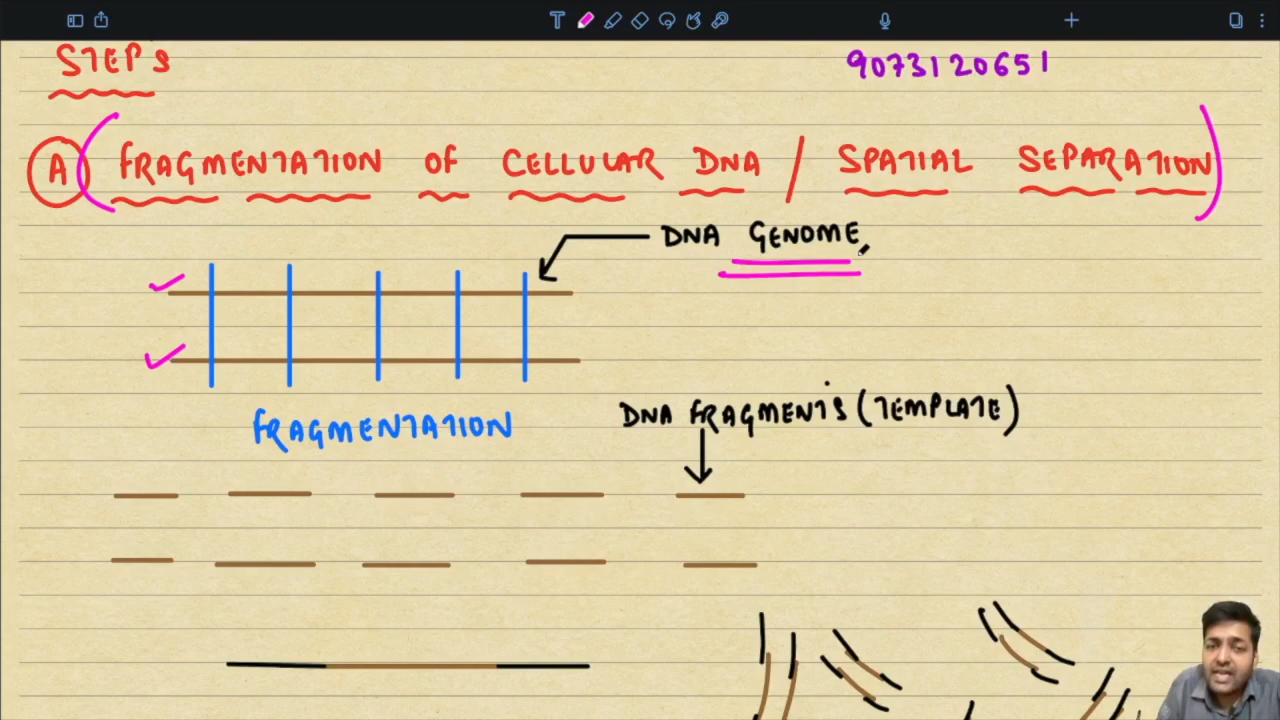 STEPS
9073120651
A (FRAGMENTATION OF CELLULAR DNA / SPATIAL SEPARATION)
DNA GENOME
FRAGMENTATION
DNA FRAGMENTS (TEMPLATE)